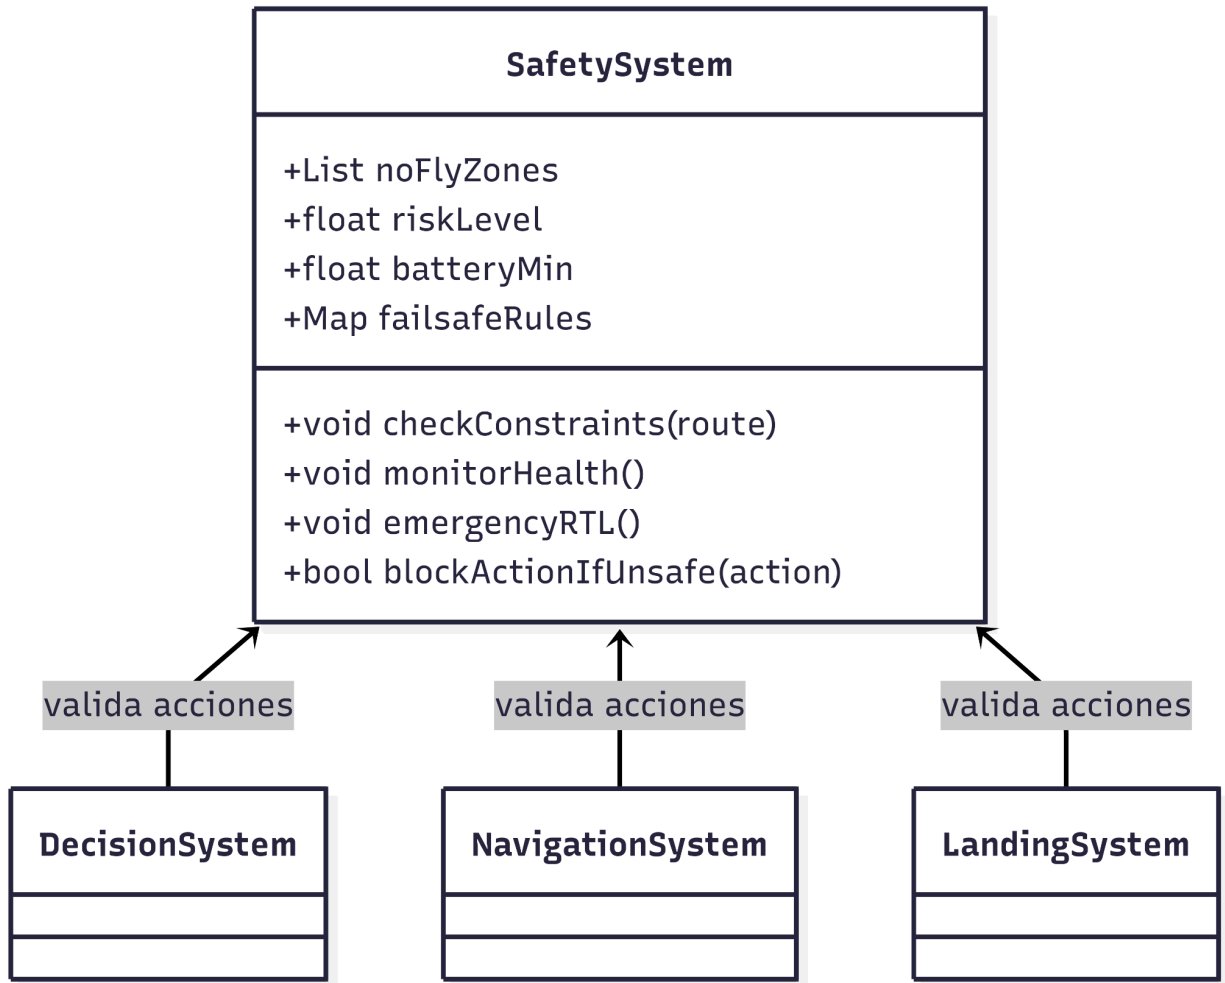 SafetySystem
+List noFlyZones
+float riskLevel
+float batteryMin
+Map failsafeRules
+void checkConstraints(route)
+void monitorHealth()
+void emergencyRTL()
+bool blockActionIfUnsafe(action)
valida acciones
valida acciones
valida acciones
DecisionSystem
NavigationSystem
LandingSystem